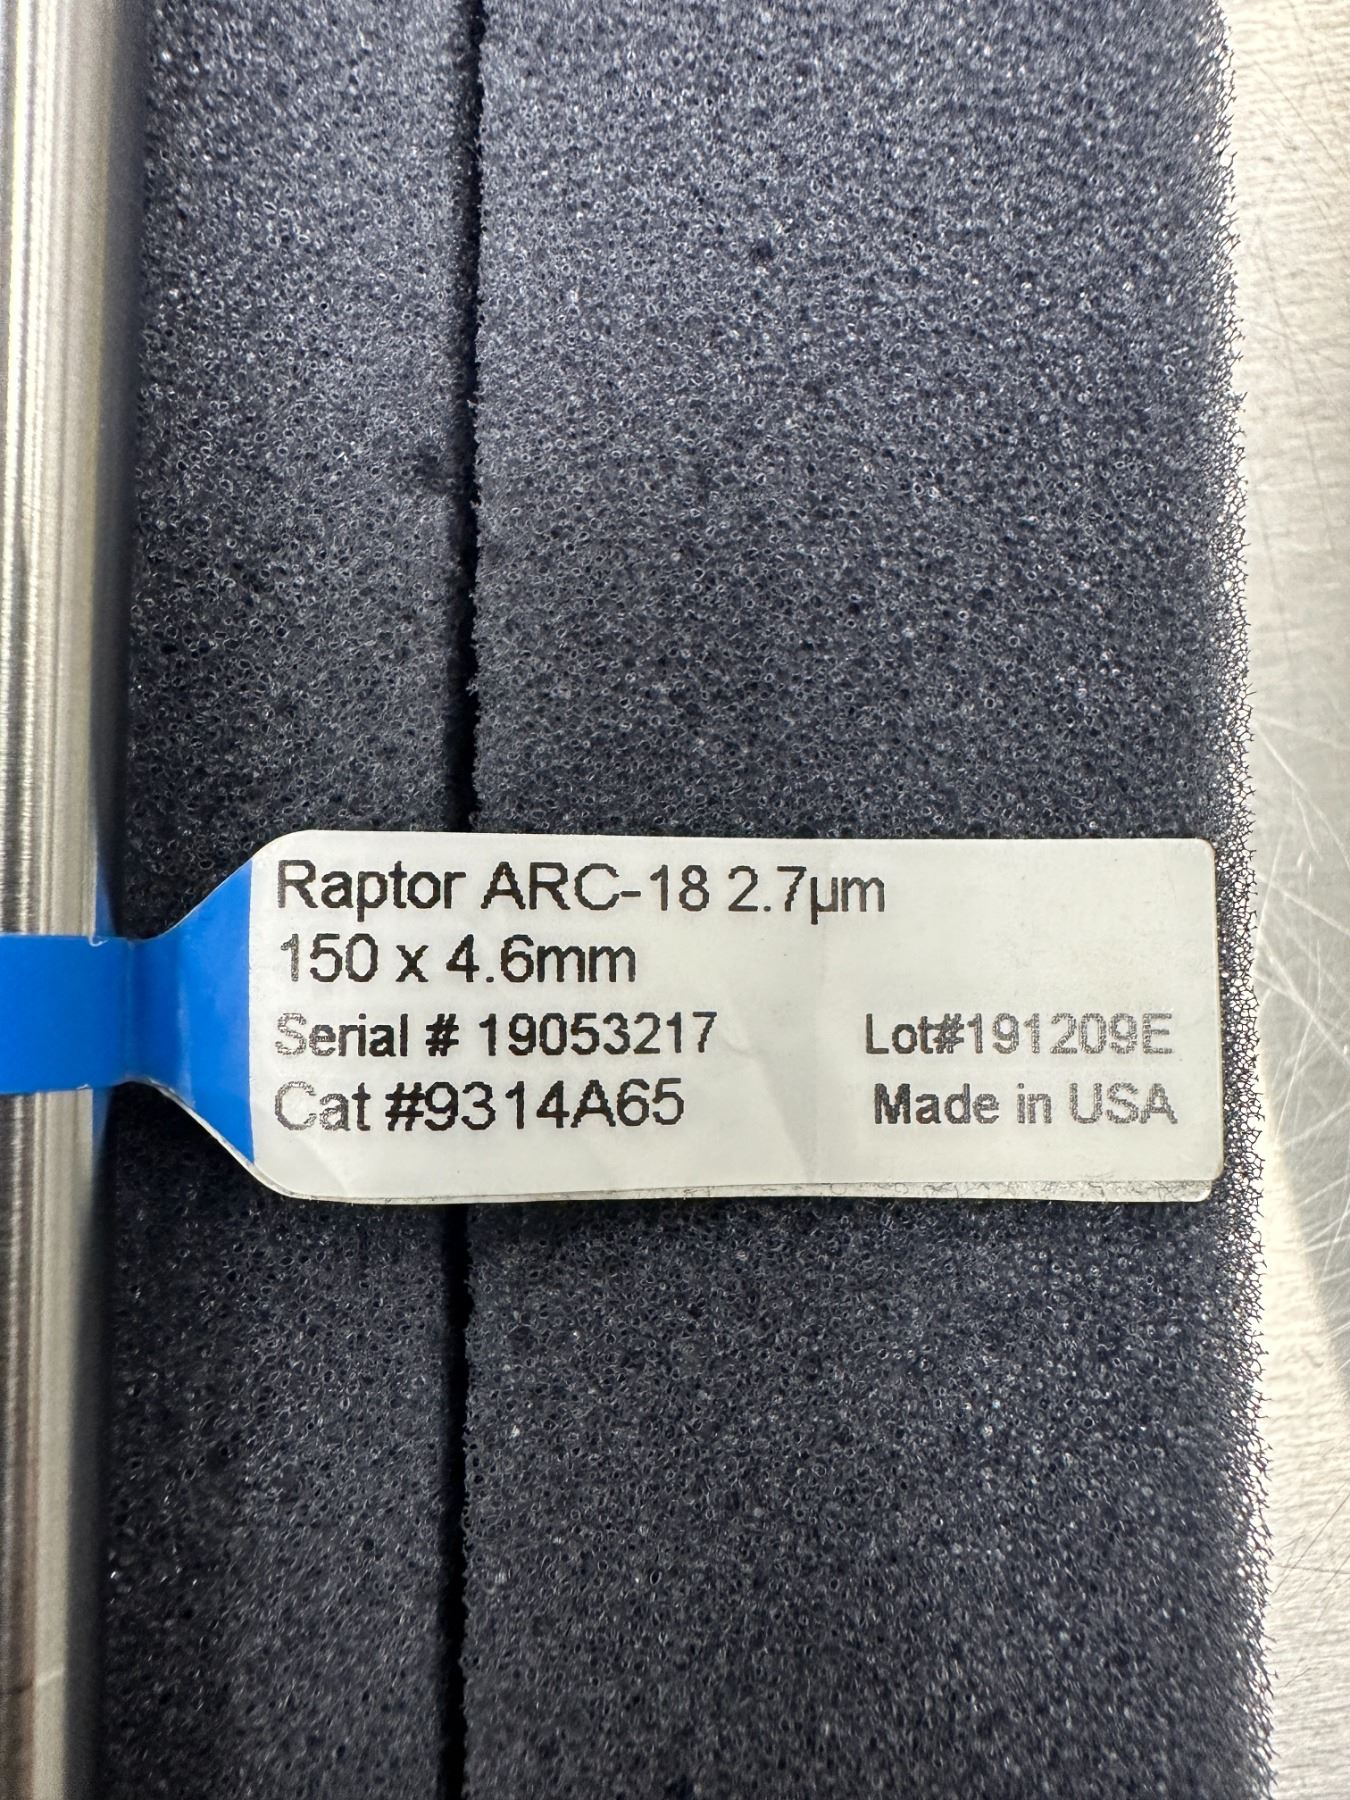 Raptor ARC-18 2.7µm
150 x 4.6mm
Serial # 19053217 Lot#191209E
Cat #9314A65 Made in USA